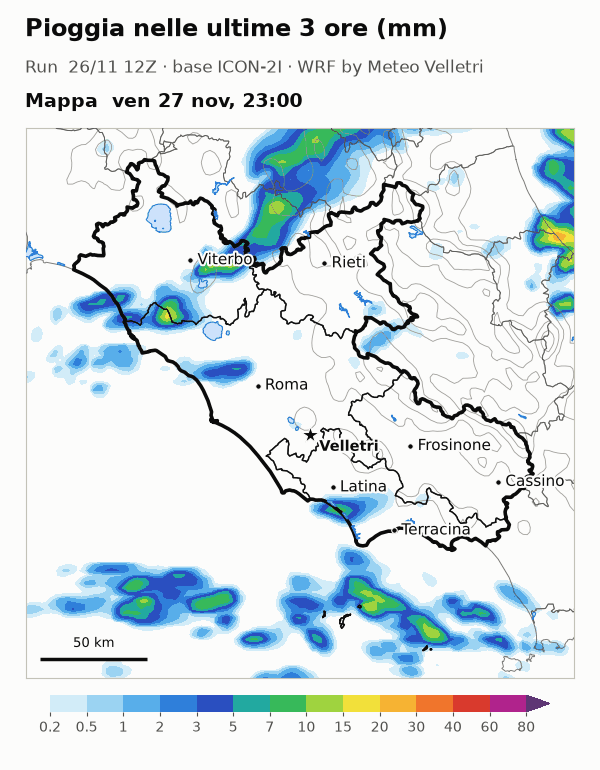 Pioggia nelle ultime 3 ore (mm)
Run  26/11 12Z · base ICON-2I · WRF by Meteo Velletri
Mappa  ven 27 nov, 23:00
Viterbo
Rieti
Roma
Velletri
Frosinone
Latina
Cassino
Terracina
50 km
0.2 0.5 1 2 3 5 7 10 15 20 30 40 60 80